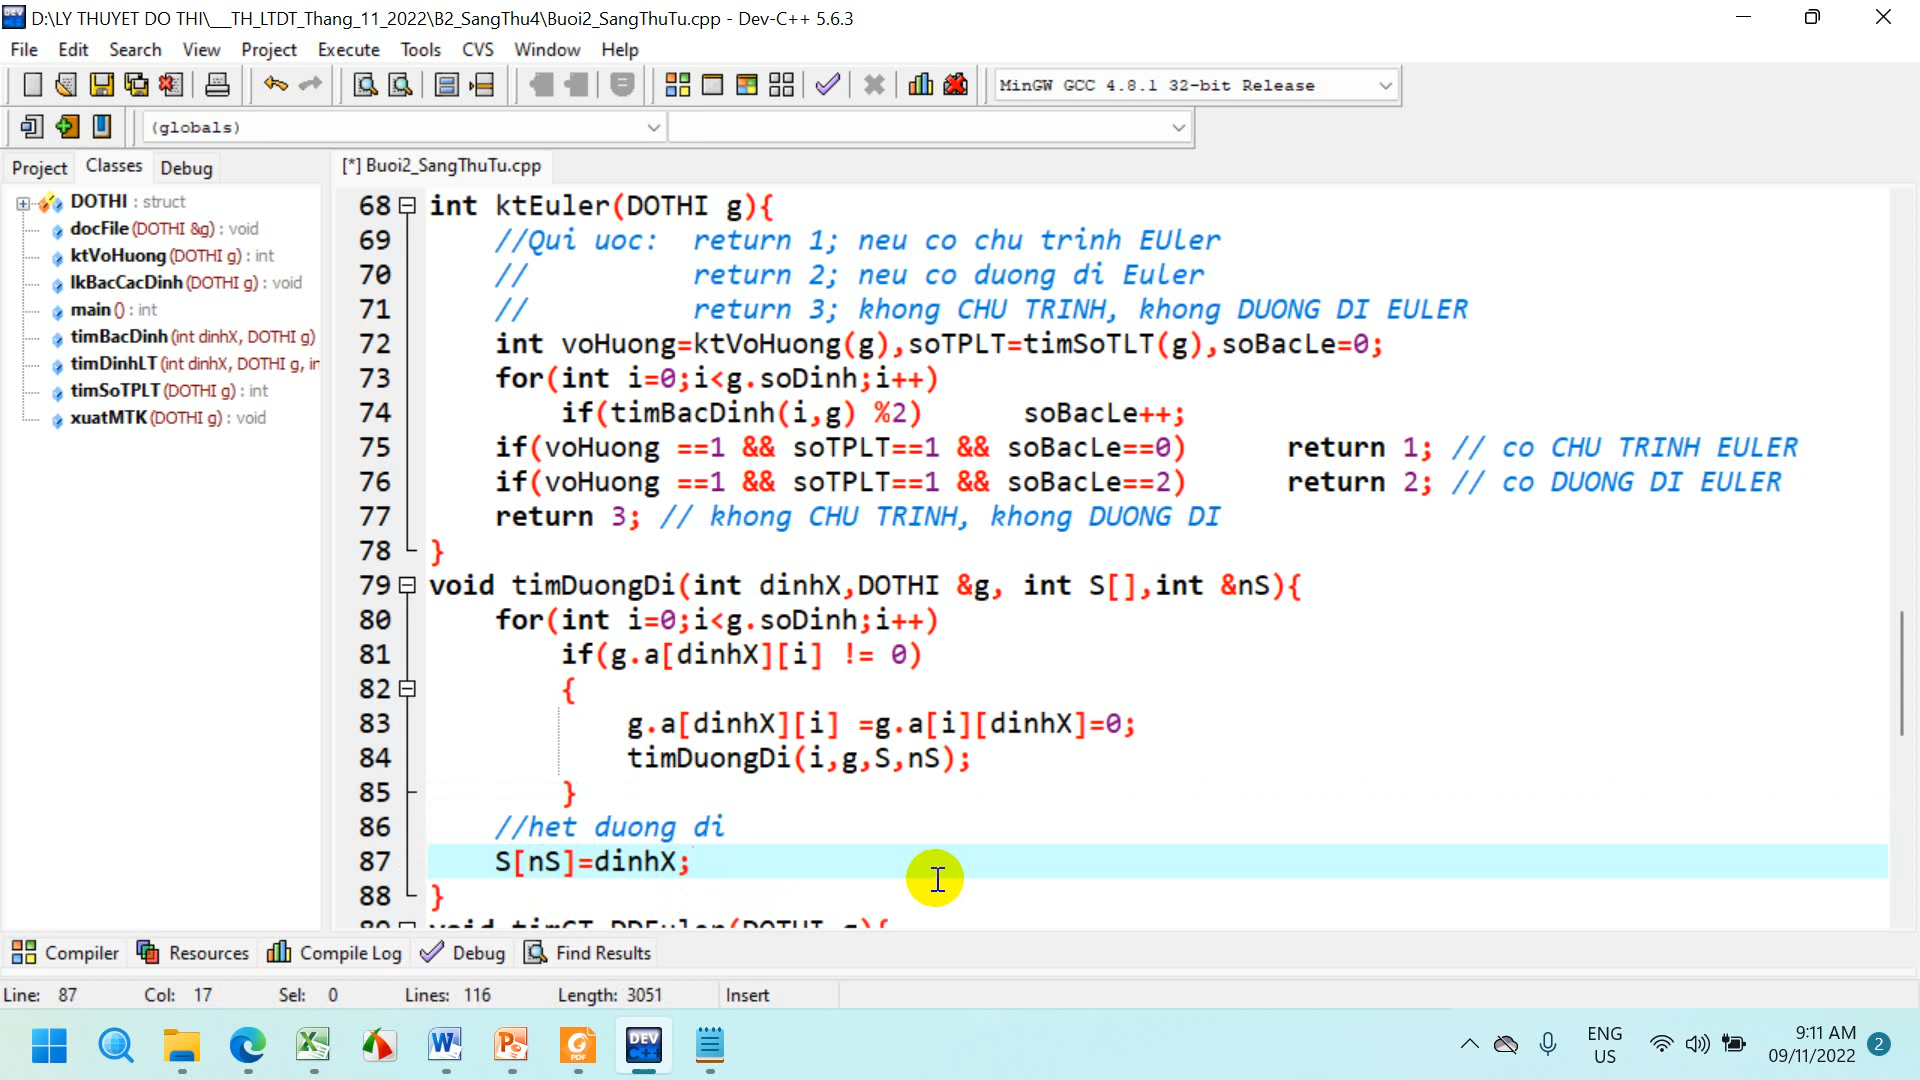 D:\LY THUYET DO THI\__TH_LTDT_Thang_11_2022\B2_SangThu4\Buoi2_SangThuTu.cpp - Dev-C++ 5.6.3
File Edit Search View Project Execute Tools CVS Window Help
MinGW GCC 4.8.1 32-bit Release
(globals)
Project Classes Debug
[*] Buoi2_SangThuTu.cpp
DOTHI : struct
docFile (DOTHI &g) : void
ktVoHuong (DOTHI g) : int
lkBacCacDinh (DOTHI g) : void
main () : int
timBacDinh (int dinhX, DOTHI g)
timDinhLT (int dinhX, DOTHI g, in
timSoTPLT (DOTHI g) : int
xuatMTK (DOTHI g) : void
68 int ktEuler(DOTHI g){
69 //Qui uoc: return 1; neu co chu trinh EUler
70 // return 2; neu co duong di Euler
71 // return 3; khong CHU TRINH, khong DUONG DI EULER
72 int voHuong=ktVoHuong(g),soTPLT=timSoTLT(g),soBacLe=0;
73 for(int i=0;i<g.soDinh;i++)
74 if(timBacDinh(i,g) %2) soBacLe++;
75 if(voHuong ==1 && soTPLT==1 && soBacLe==0) return 1; // co CHU TRINH EULER
76 if(voHuong ==1 && soTPLT==1 && soBacLe==2) return 2; // co DUONG DI EULER
77 return 3; // khong CHU TRINH, khong DUONG DI
78 }
79 void timDuongDi(int dinhX,DOTHI &g, int S[],int &nS){
80 for(int i=0;i<g.soDinh;i++)
81 if(g.a[dinhX][i] != 0)
82 {
83 g.a[dinhX][i] =g.a[i][dinhX]=0;
84 timDuongDi(i,g,S,nS);
85 }
86 //het duong di
87 S[nS]=dinhX;
88 }
89 void timCT_DDEuler(DOTHI g){
Compiler Resources Compile Log Debug Find Results
Line: 87 Col: 17 Sel: 0 Lines: 116 Length: 3051 Insert
DEV C++
ENG
US
9:11 AM
09/11/2022
2